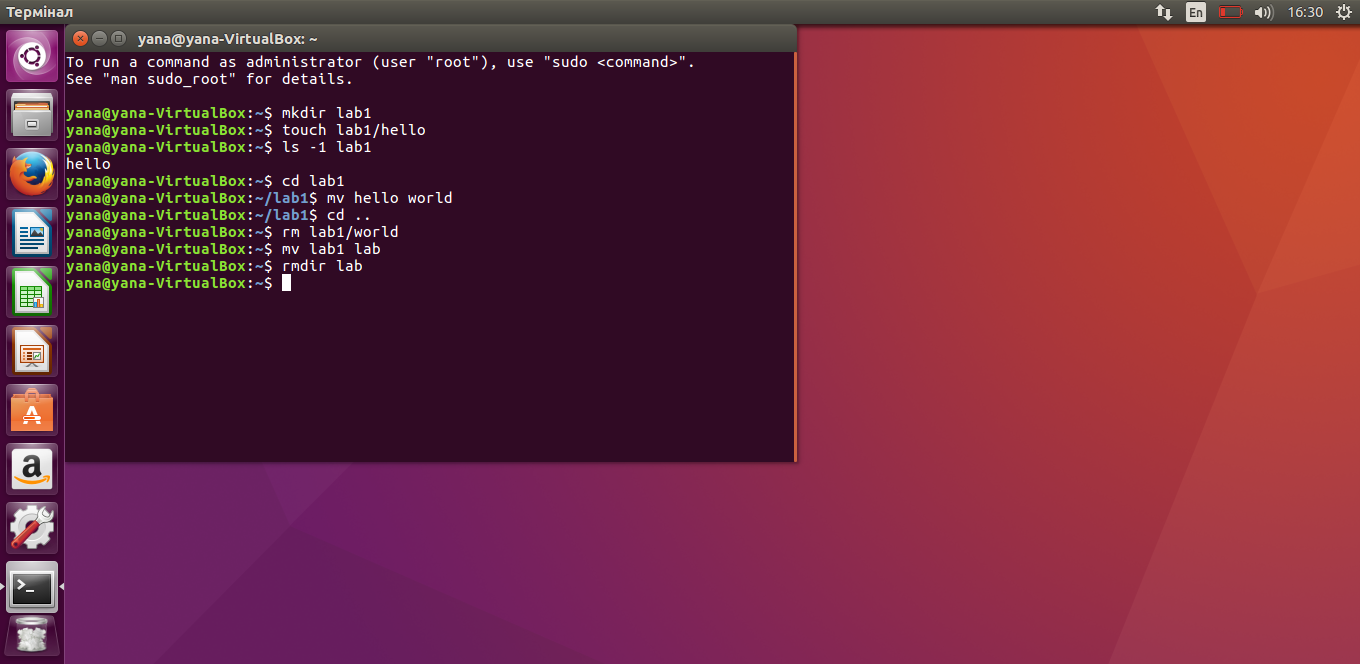 Термінал
En
16:30
yana@yana-VirtualBox: ~
To run a command as administrator (user "root"), use "sudo <command>".
See "man sudo_root" for details.
yana@yana-VirtualBox:~$ mkdir lab1
yana@yana-VirtualBox:~$ touch lab1/hello
yana@yana-VirtualBox:~$ ls -1 lab1
hello
yana@yana-VirtualBox:~$ cd lab1
yana@yana-VirtualBox:~/lab1$ mv hello world
yana@yana-VirtualBox:~/lab1$ cd ..
yana@yana-VirtualBox:~$ rm lab1/world
yana@yana-VirtualBox:~$ mv lab1 lab
yana@yana-VirtualBox:~$ rmdir lab
yana@yana-VirtualBox:~$